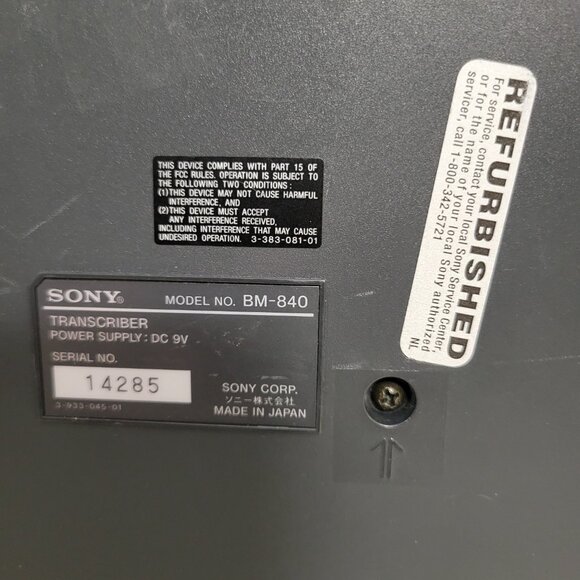 THIS DEVICE COMPLIES WITH PART 15 OF
THE FCC RULES. OPERATION IS SUBJECT TO
THE FOLLOWING TWO CONDITIONS:
(1)THIS DEVICE MAY NOT CAUSE HARMFUL
INTERFERENCE, AND
(2)THIS DEVICE MUST ACCEPT
ANY INTERFERENCE RECEIVED,
INCLUDING INTERFERENCE THAT MAY CAUSE
UNDESIRED OPERATION. 3-383-081-01
REFURBISHED
For service, contact your local Sony Service Center,
or for the name of your local Sony authorized
servicer, call 1-800-342-5721
NL
SONY® MODEL NO. BM-840
TRANSCRIBER
POWER SUPPLY: DC 9V
SERIAL NO.
14285
SONY CORP.
ソニー株式会社
3-933-045-01 MADE IN JAPAN